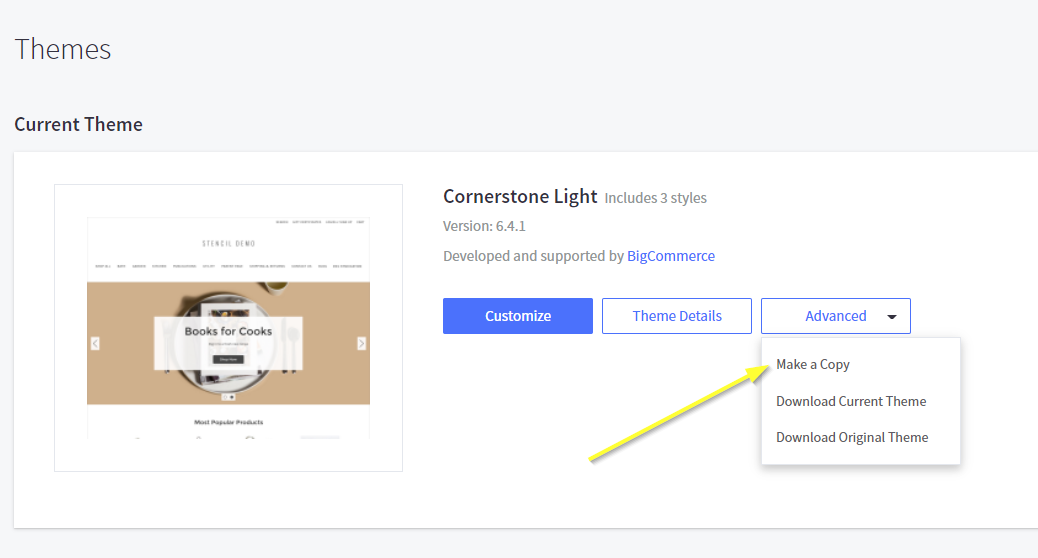 Themes
Current Theme
Cornerstone Light Includes 3 styles
Version: 6.4.1
Developed and supported by BigCommerce
Customize
Theme Details
Advanced
Make a Copy
Download Current Theme
Download Original Theme
STENCIL DEMO
Books for Cooks
Most Popular Products